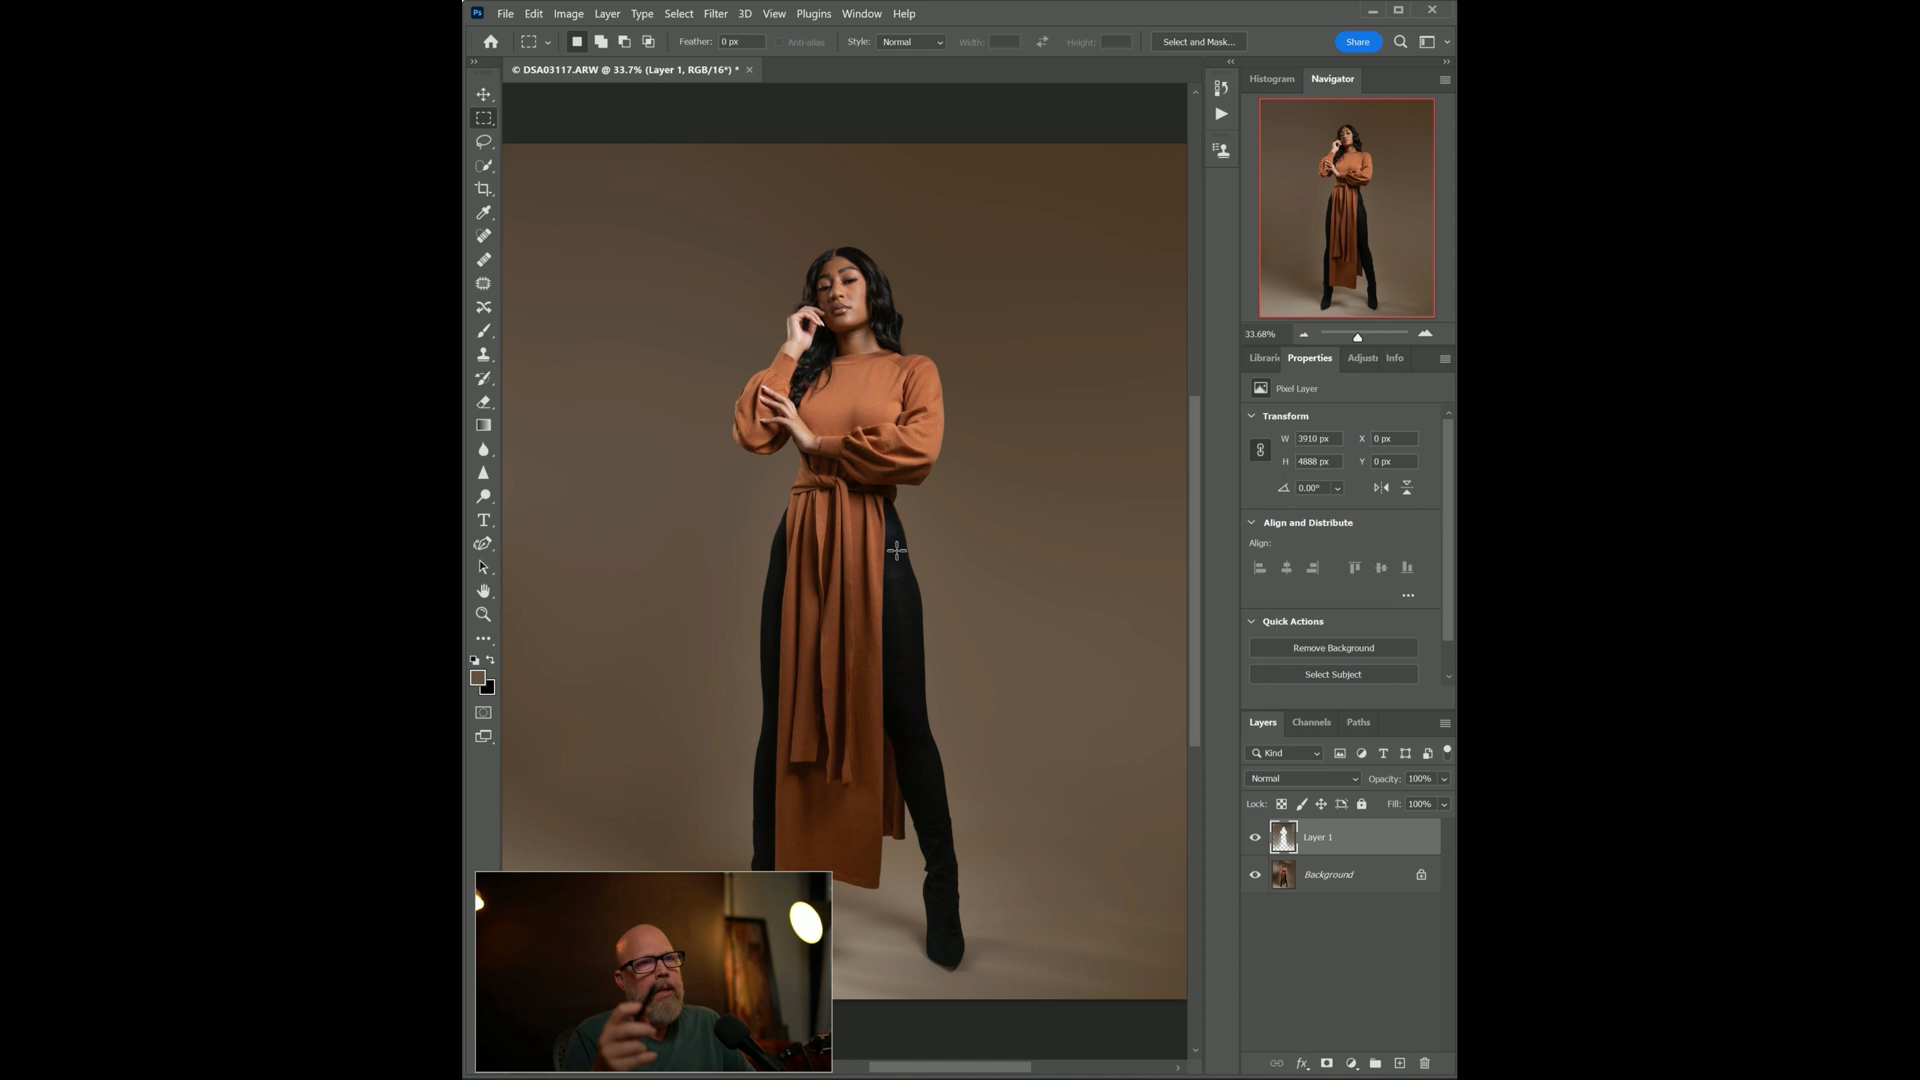 Ps File Edit Image Layer Type Select Filter 3D View Plugins Window Help
Feather: 0 px Anti-alias Style: Normal Width: Height: Select and Mask... Share
© DSA03117.ARW @ 33.7% (Layer 1, RGB/16*) *
Histogram Navigator
33.68%
Librari Properties Adjust Info
Pixel Layer
Transform
W 3910 px X 0 px
H 4888 px Y 0 px
0.00°
Align and Distribute
Align:
Quick Actions
Remove Background
Select Subject
Layers Channels Paths
Kind
Normal Opacity: 100%
Lock: Fill: 100%
Layer 1
Background